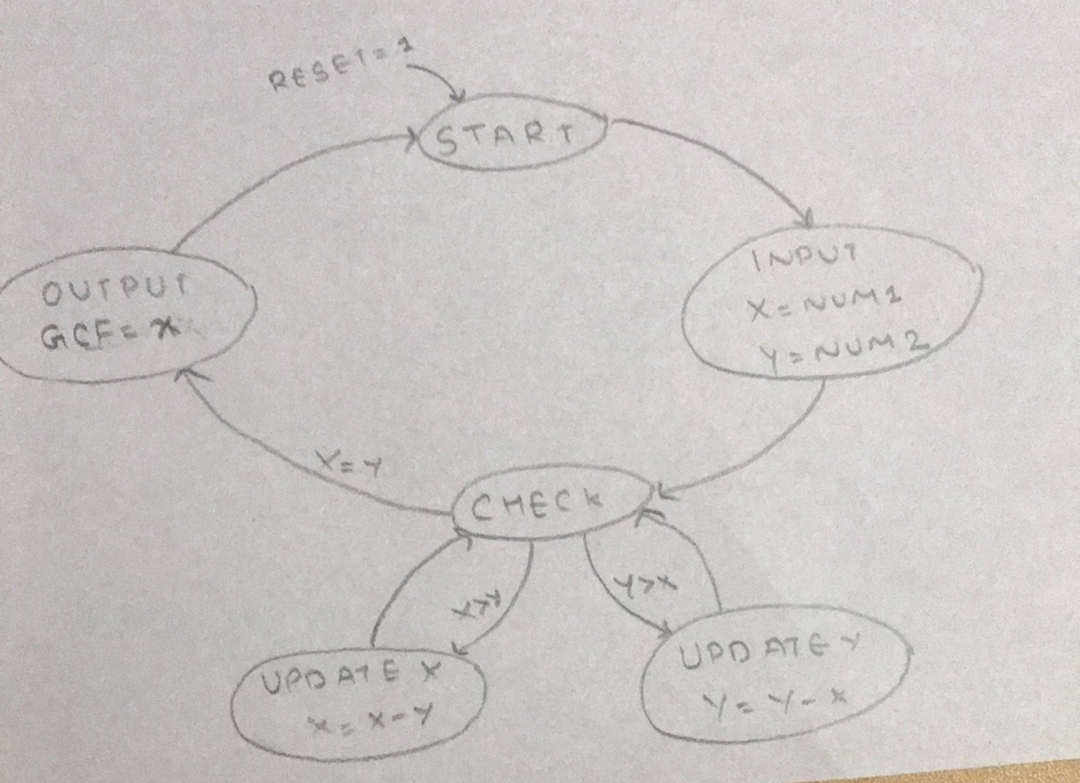 RESET = 1
START
INPUT
X = NUM1
Y = NUM2
OUTPUT
GCF = X
X = Y
CHECK
X>Y
Y>X
UPDATE X
X = X - Y
UPDATE Y
Y = Y - X